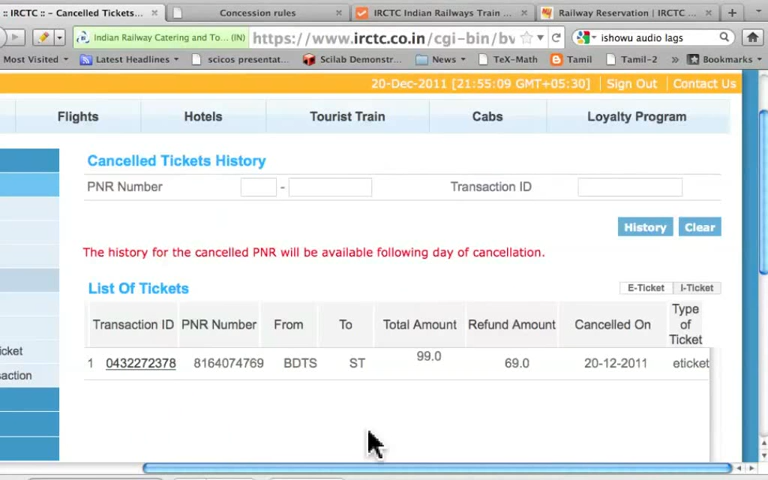 :: IRCTC :: – Cancelled Tickets...
Concession rules
IRCTC Indian Railways Train ...
Railway Reservation | IRCTC ...
Indian Railway Catering and To... (IN)
https://www.irctc.co.in/cgi-bin/bv
ishowu audio lags
Most Visited
Latest Headlines
scicos presentat...
Scilab Demonstr...
News
TeX-Math
Tamil
Tamil-2
»
Bookmarks
20-Dec-2011 [21:55:09 GMT+05:30]
Sign Out
Contact Us
Flights
Hotels
Tourist Train
Cabs
Loyalty Program
Cancelled Tickets History
PNR Number
-
Transaction ID
History
Clear
The history for the cancelled PNR will be available following day of cancellation.
List Of Tickets
E-Ticket
I-Ticket
Transaction ID PNR Number From To Total Amount Refund Amount Cancelled On Type of Ticket
1 0432272378 8164074769 BDTS ST 99.0 69.0 20-12-2011 eticket
icket
action